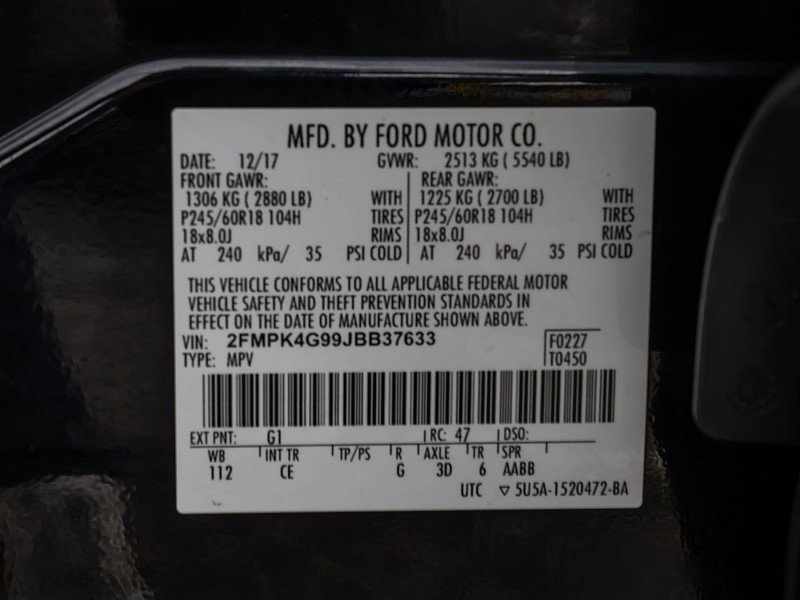 MFD. BY FORD MOTOR CO.
DATE: 12/17 GVWR: 2513 KG ( 5540 LB)
FRONT GAWR: REAR GAWR:
1306 KG ( 2880 LB) WITH 1225 KG ( 2700 LB) WITH
P245/60R18 104H TIRES P245/60R18 104H TIRES
18x8.0J RIMS 18x8.0J RIMS
AT 240 kPa/ 35 PSI COLD AT 240 kPa/ 35 PSI COLD
THIS VEHICLE CONFORMS TO ALL APPLICABLE FEDERAL MOTOR
VEHICLE SAFETY AND THEFT PREVENTION STANDARDS IN
EFFECT ON THE DATE OF MANUFACTURE SHOWN ABOVE.
VIN: 2FMPK4G99JBB37633 F0227
TYPE: MPV T0450
EXT PNT: G1 RC: 47 DSO:
WB INT TR TP/PS R AXLE TR SPR
112 CE G 3D 6 AABB
UTC ▽ 5U5A-1520472-BA